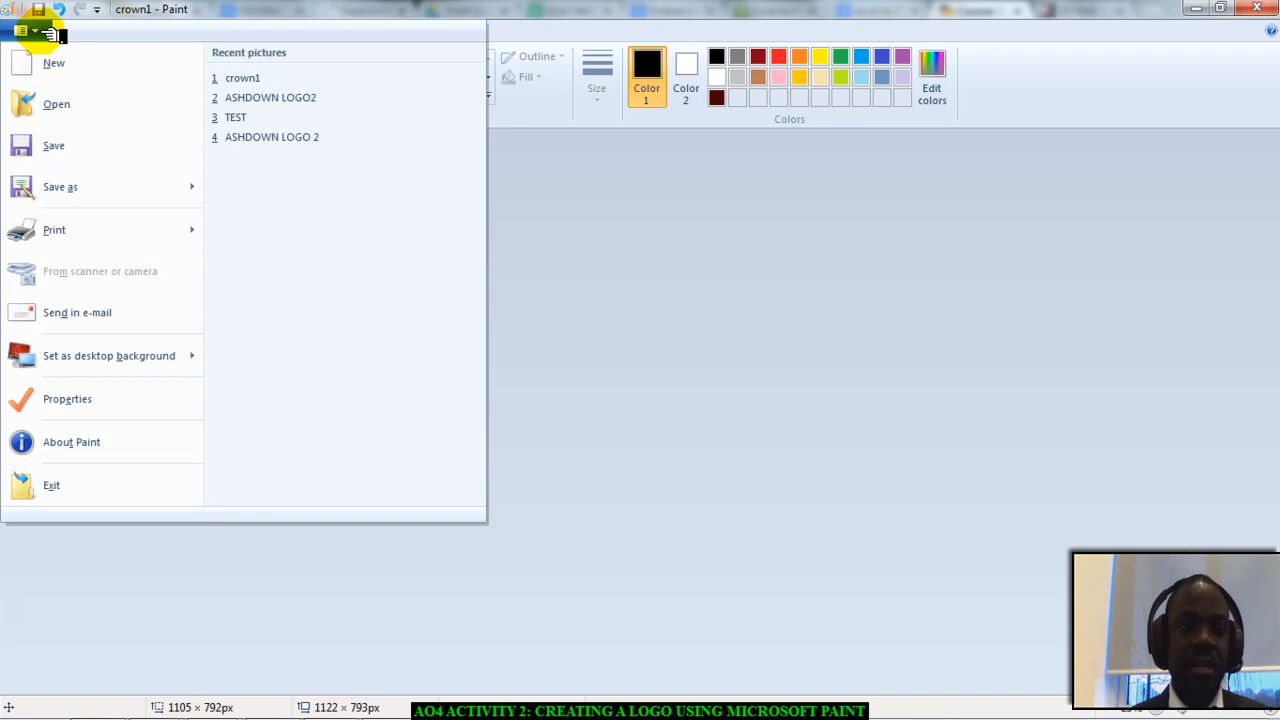 crown1 - Paint
New
Open
Save
Save as
Print
From scanner or camera
Send in e-mail
Set as desktop background
Properties
About Paint
Exit
Recent pictures
1 crown1
2 ASHDOWN LOGO2
3 TEST
4 ASHDOWN LOGO 2
Outline
Fill
Size
Color 1
Color 2
Edit colors
Colors
1105 × 792px
1122 × 793px
AO4 ACTIVITY 2: CREATING A LOGO USING MICROSOFT PAINT